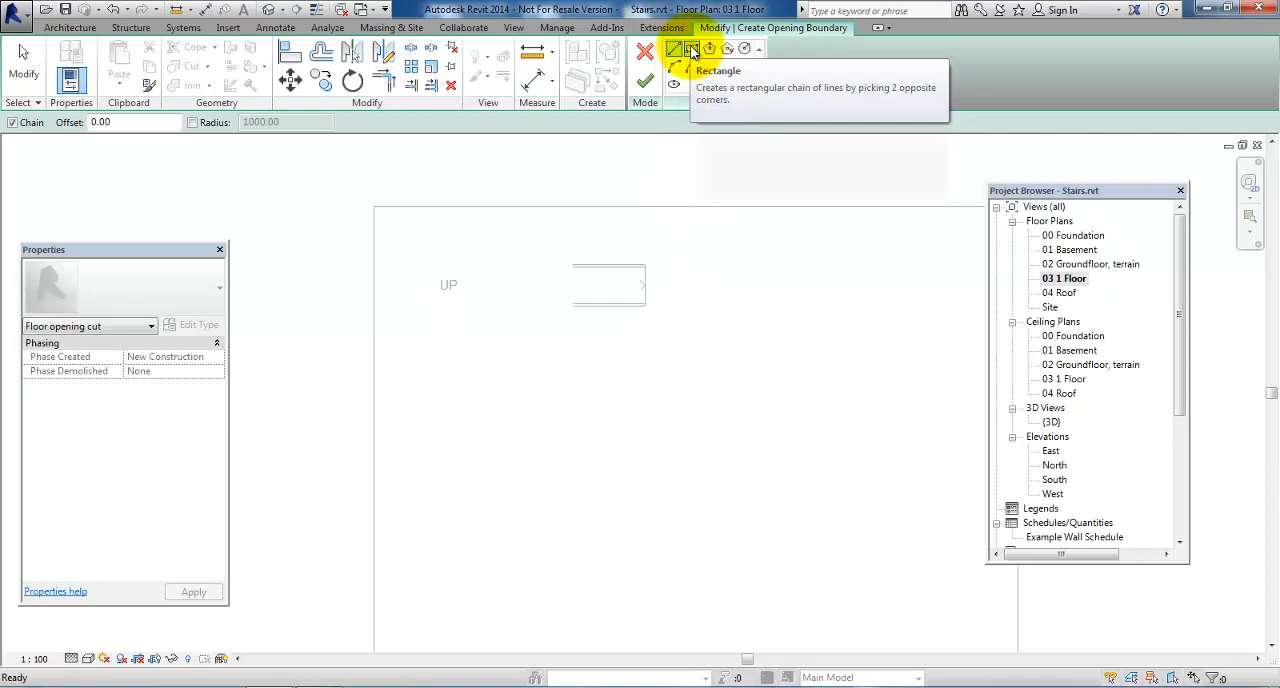 Autodesk Revit 2014 - Not For Resale Version - Stairs.rvt - Floor Plan: 03 1 Floor
Type a keyword or phrase
Sign In
Architecture Structure Systems Insert Annotate Analyze Massing & Site Collaborate View Manage Add-Ins Extensions Modify | Create Opening Boundary
Modify
Paste
Cope
Cut
Join
Select Properties Clipboard Geometry Modify View Measure Create Mode
Rectangle
Creates a rectangular chain of lines by picking 2 opposite
corners.
Chain Offset: 0.00 Radius: 1000.00
UP
Properties
Floor opening cut
Edit Type
Phasing
Phase Created New Construction
Phase Demolished None
Properties help
Apply
Project Browser - Stairs.rvt
Views (all)
Floor Plans
00 Foundation
01 Basement
02 Groundfloor, terrain
03 1 Floor
04 Roof
Site
Ceiling Plans
00 Foundation
01 Basement
02 Groundfloor, terrain
03 1 Floor
04 Roof
3D Views
{3D}
Elevations
East
North
South
West
Legends
Schedules/Quantities
Example Wall Schedule
1 : 100
Ready
:0
Main Model
:0